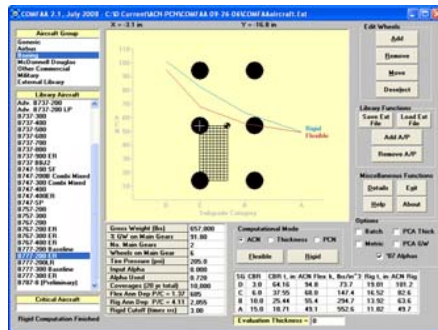 COMFAA 2.1, July 2008 - C:\0 Current\ACN-PCN\COMFAA 09-26-06\COMFAAaircraft.Ext
Aircraft Group
Generic
Airbus
Boeing
McDonnell Douglas
Other Commercial
Military
External Library
Library Aircraft
Adv. B737-200
Adv. B737-200 LP
B737-300
B737-400
B737-500
B737-600
B737-700
B737-800
B737-900 ER
B737 BBJ2
B747-100 SF
B747-200B Combi Mixed
B747-300 Combi Mixed
B747-400
B747-400ER
B747-SP
B757-200
B757-300
B767-200
B767-200 ER
B767-300 ER
B767-400 ER
B777-200 Baseline
B777-200 ER
B777-200LR
B777-300 Baseline
B777-300 ER
B787-8 (Preliminary)
Critical Aircraft
Rigid Computation Finished
X = -3.1 in.
Y = -16.8 in
Rigid
Flexible
Subgrade Category
Gross Weight (lbs) 657,000
% GW on Main Gears 91.80
No. Main Gears 2
Wheels on Main Gear 6
Tire Pressure (psi) 205.0
Input Alpha 0.000
Alpha Used 0.720
Coverages (20 yr total) 10,000
Flex Ann Dep P/C = 1.37 685
Rig Ann Dep P/C = 4.11 2,055
Rigid Cutoff (times rs) 3.00
Computational Mode
ACN
Thickness
PCN
Flexible
Rigid
SG CBR CBR t, in ACN Flex k, lbs/in^3 Rig t, in ACN Rig
D 3.0 64.16 94.8 73.7 19.01 101.2
C 6.0 37.55 60.0 147.4 16.52 82.6
B 10.0 25.44 55.4 294.7 13.92 63.6
A 15.0 18.71 49.1 552.6 11.82 49.7
Evaluation Thickness = 0
Edit Wheels
Add
Remove
Move
Deselect
Library Functions
Save Ext File
Load Ext File
Add A/P
Remove A/P
Miscellaneous Functions
Details
Exit
Help
About
Options
Batch
PCA Thick
Metric
PCA GW
'07 Alphas